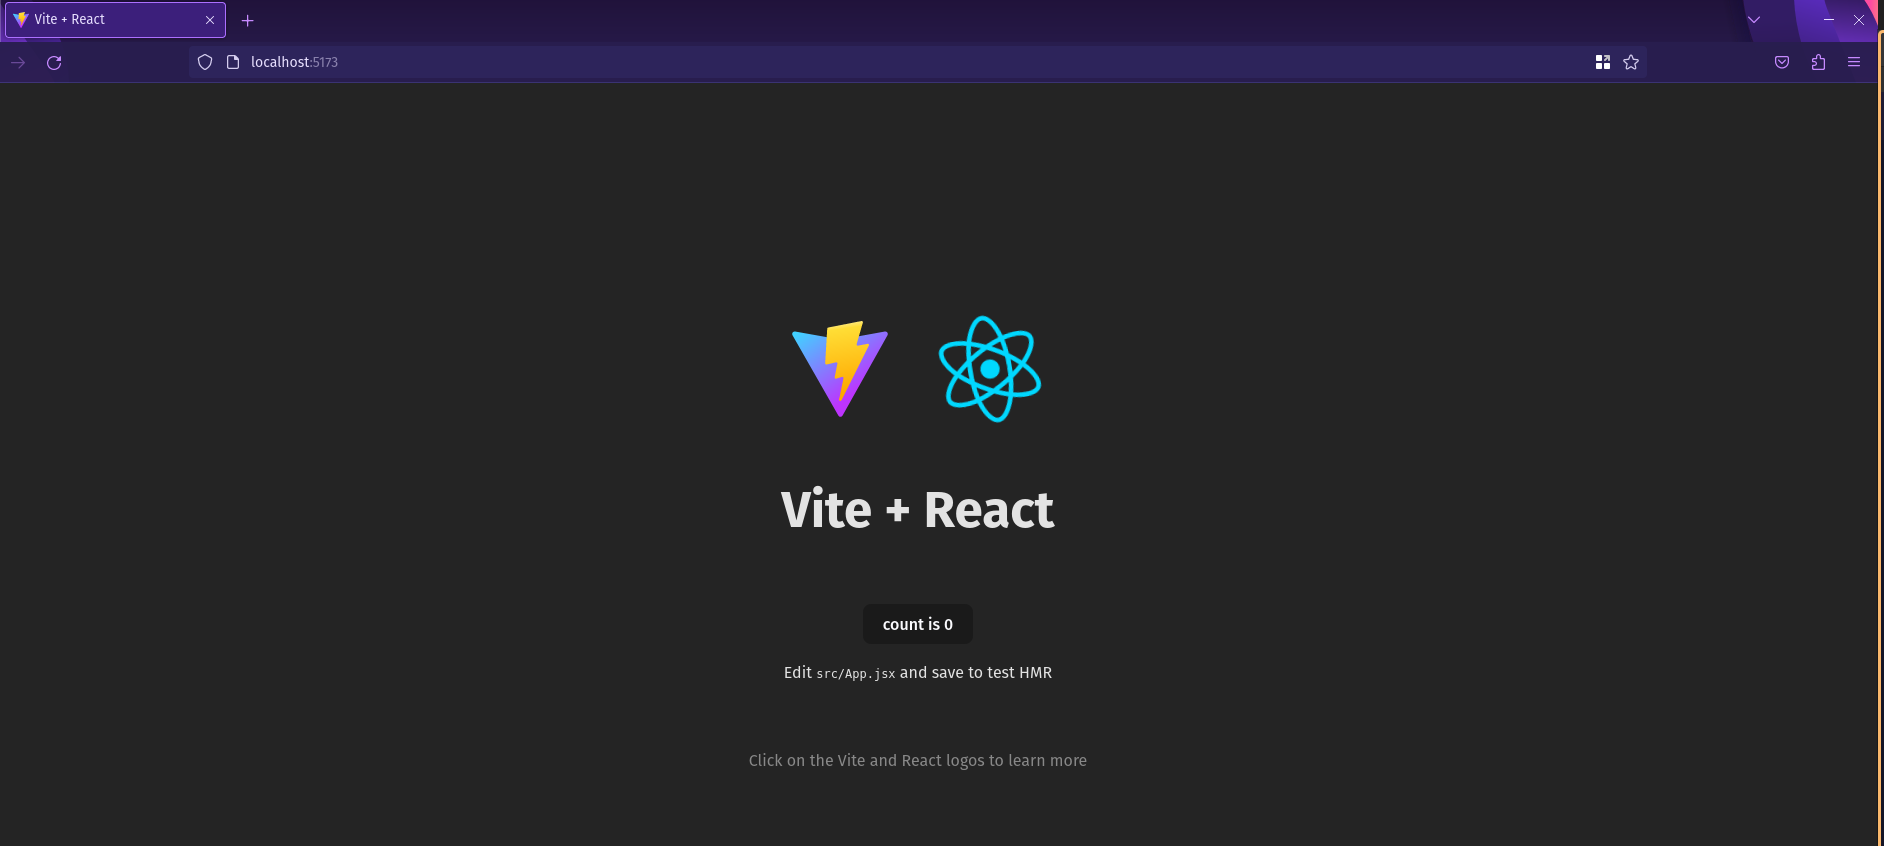 Vite + React
localhost:5173
Vite + React
count is 0
Edit src/App.jsx and save to test HMR
Click on the Vite and React logos to learn more